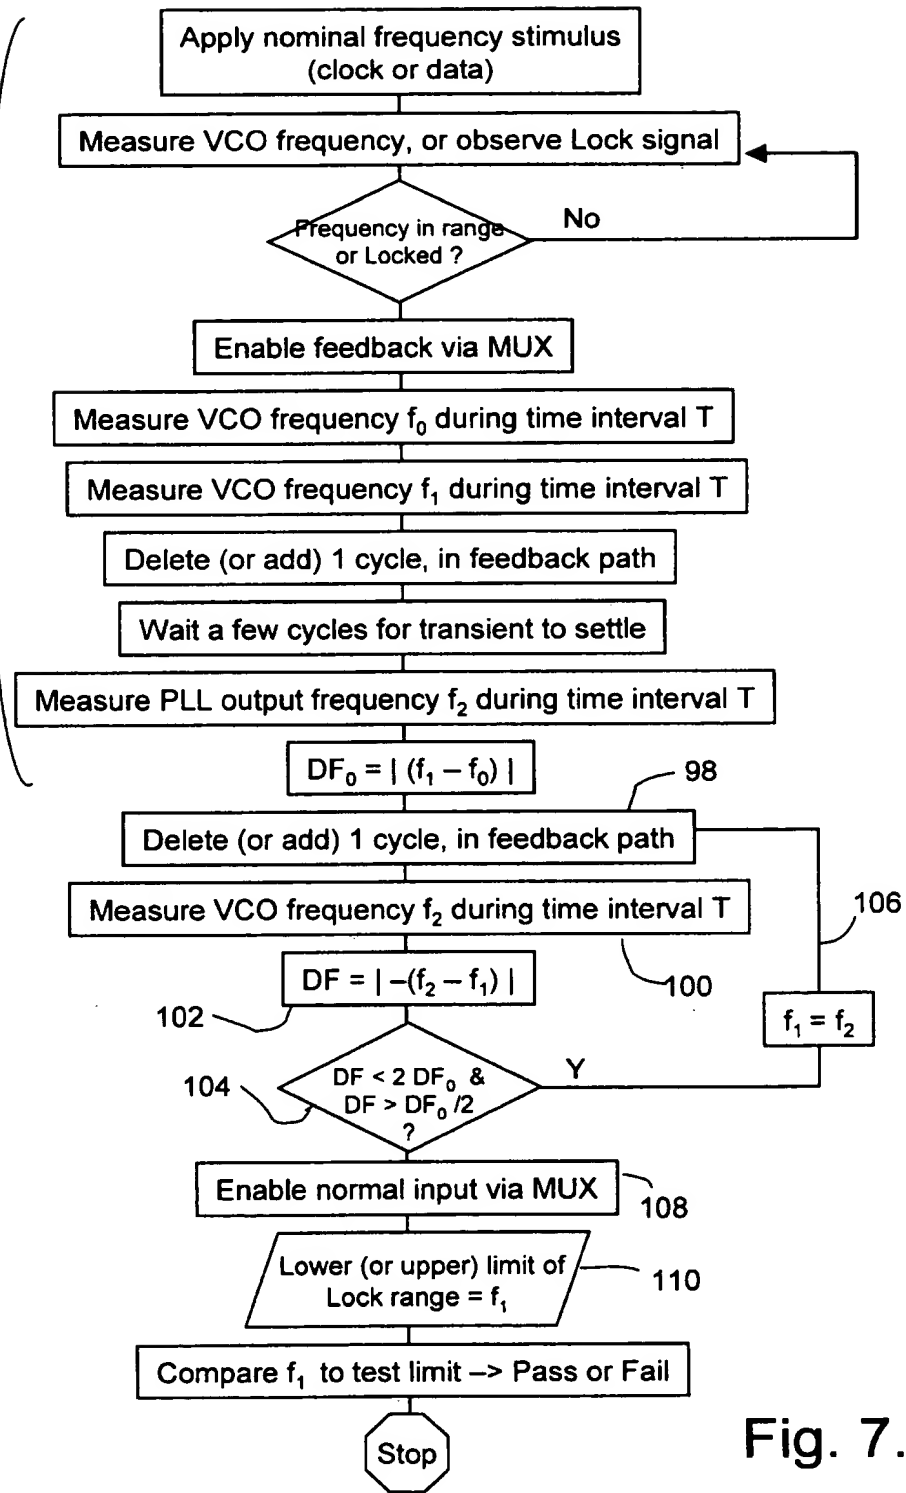 Apply nominal frequency stimulus
(clock or data)
Measure VCO frequency, or observe Lock signal
Frequency in range
or Locked ?
No
Enable feedback via MUX
Measure VCO frequency f₀ during time interval T
Measure VCO frequency f₁ during time interval T
Delete (or add) 1 cycle, in feedback path
Wait a few cycles for transient to settle
Measure PLL output frequency f₂ during time interval T
DF₀ = | (f₁ – f₀) |
98
Delete (or add) 1 cycle, in feedback path
Measure VCO frequency f₂ during time interval T
106
100
DF = | –(f₂ – f₁) |
102
f₁ = f₂
104
DF < 2 DF₀ &
DF > DF₀ /2
?
Y
Enable normal input via MUX
108
Lower (or upper) limit of
Lock range = f₁
110
Compare f₁ to test limit –> Pass or Fail
Stop
Fig. 7.